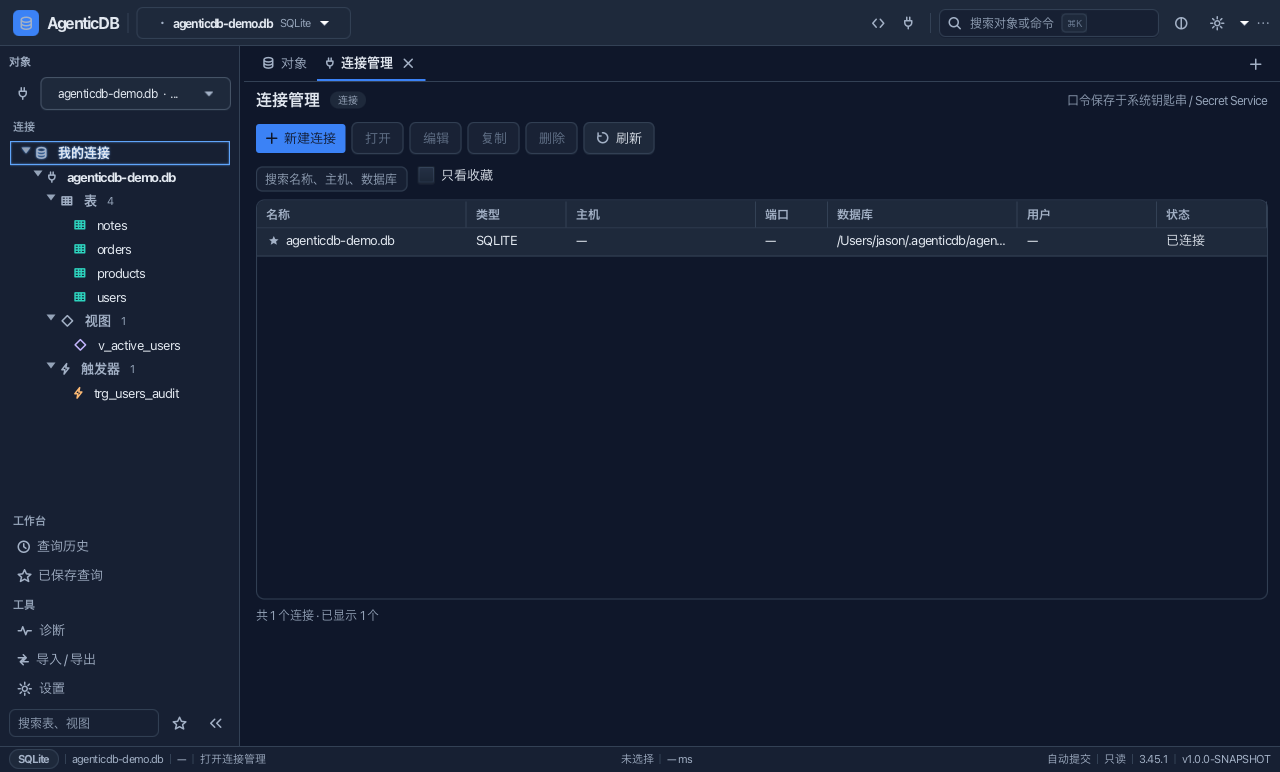 AgenticDB
· agenticdb-demo.db SQLite
搜索对象或命令 ⌘K
对象
agenticdb-demo.db · ...
连接
我的连接
agenticdb-demo.db
表 4
notes
orders
products
users
视图 1
v_active_users
触发器 1
trg_users_audit
工作台
查询历史
已保存查询
工具
诊断
导入 / 导出
设置
搜索表、视图
对象
连接管理
连接管理 连接
口令保存于系统钥匙串 / Secret Service
新建连接 打开 编辑 复制 删除 刷新
搜索名称、主机、数据库 只看收藏
名称 类型 主机 端口 数据库 用户 状态
agenticdb-demo.db SQLITE — — /Users/jason/.agenticdb/agen... — 已连接
共 1 个连接 · 已显示 1 个
SQLite agenticdb-demo.db — 打开连接管理
未选择 — ms
自动提交 只读 3.45.1 v1.0.0-SNAPSHOT